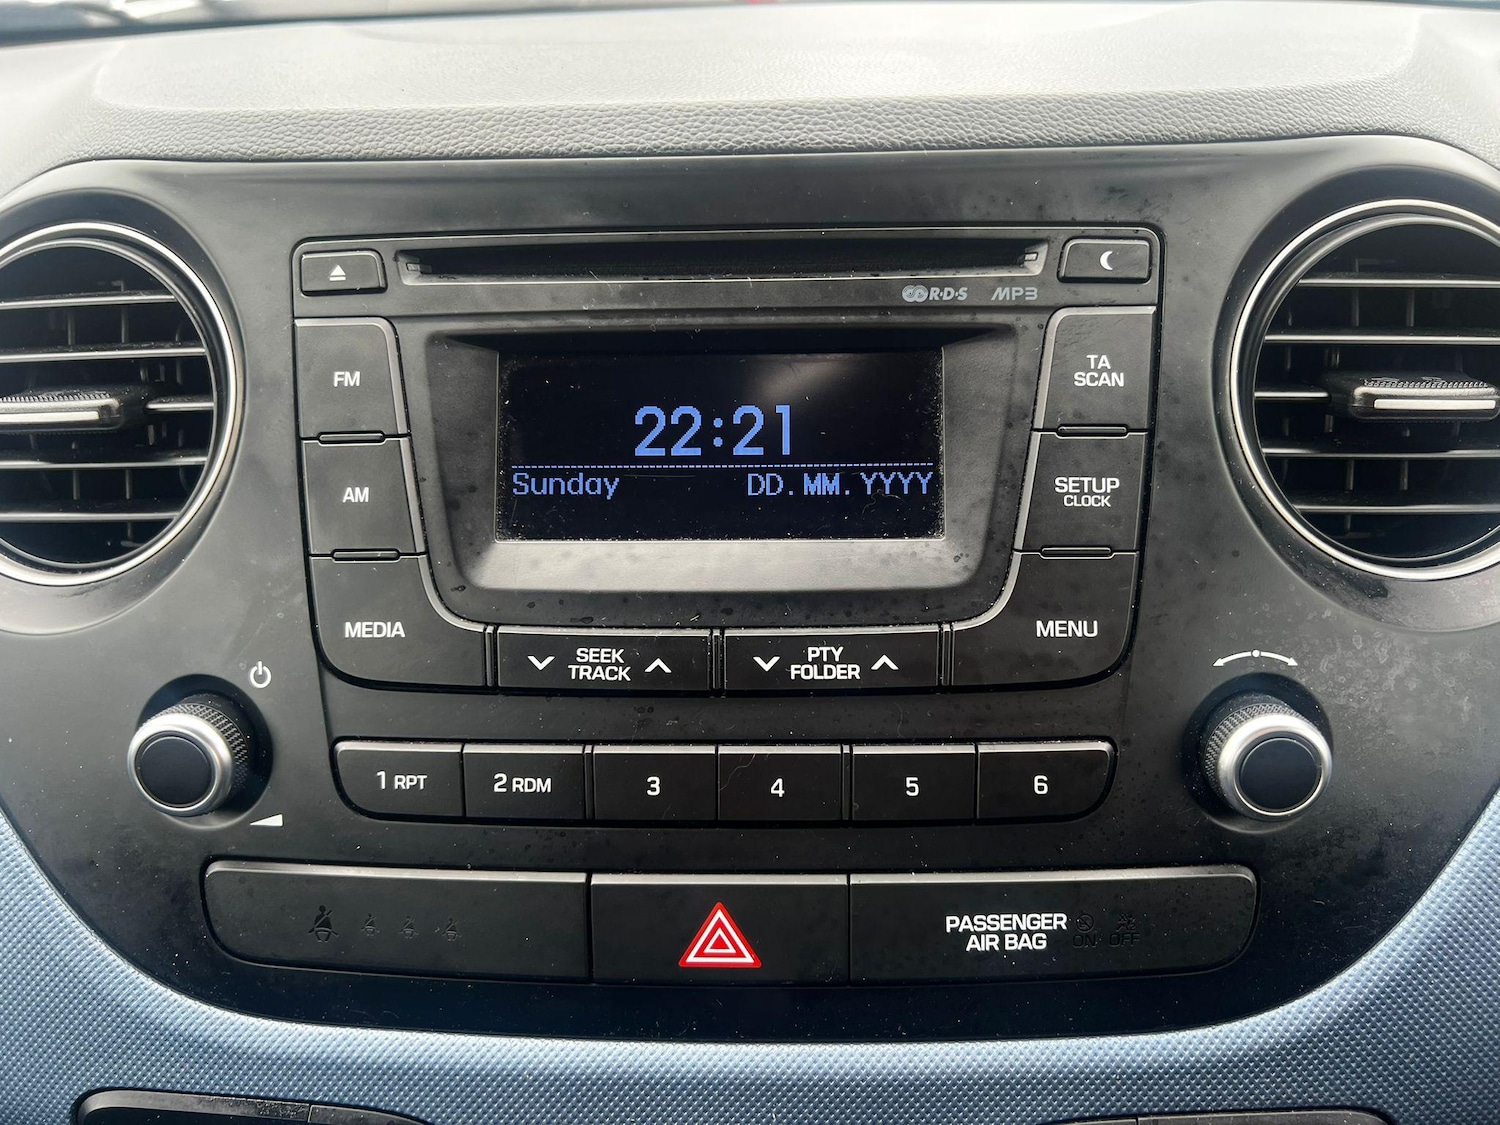 R·D·S MP3
FM
TA
SCAN
22:21
Sunday DD.MM.YYYY
AM
SETUP
CLOCK
MEDIA
MENU
SEEK
TRACK
PTY
FOLDER
1 RPT
2 RDM
3
4
5
6
PASSENGER
AIR BAG
ON OFF